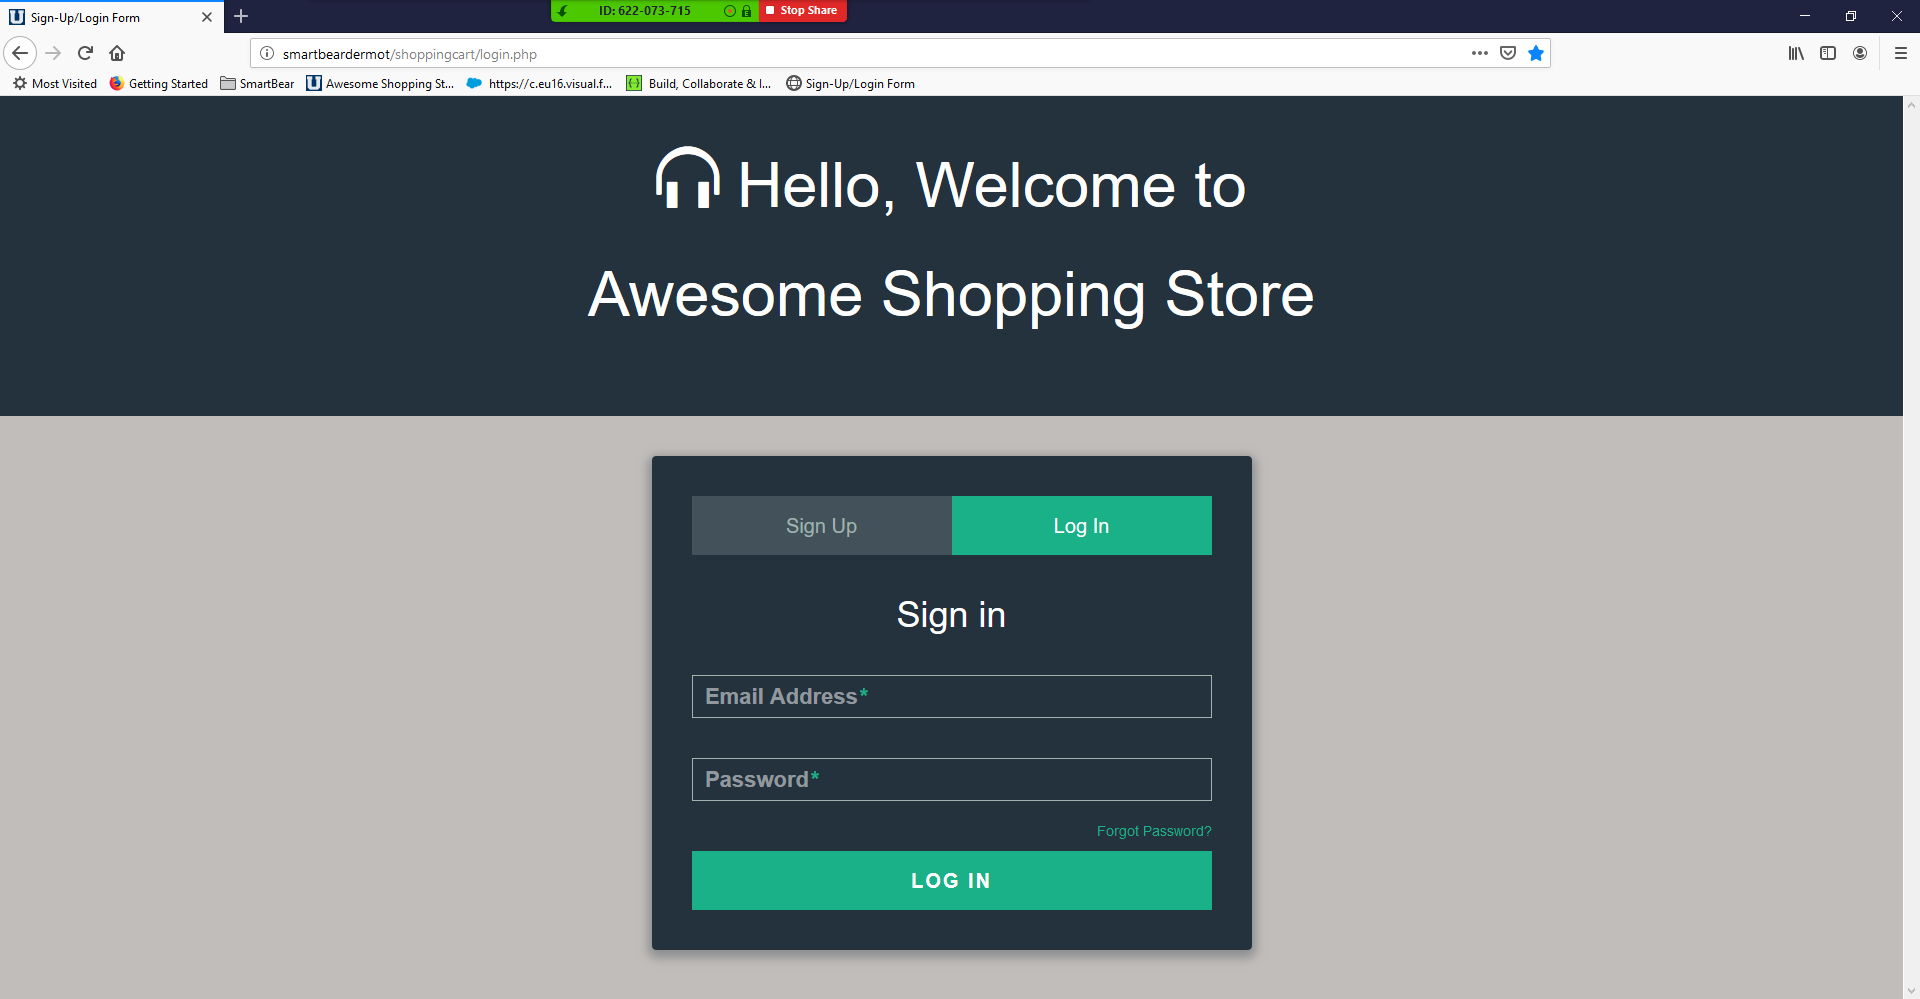 Sign-Up/Login Form
ID: 622-073-715
Stop Share
smartbeardermot/shoppingcart/login.php
Most Visited
Getting Started
SmartBear
Awesome Shopping St...
https://c.eu16.visual.f...
Build, Collaborate & I...
Sign-Up/Login Form
Hello, Welcome to
Awesome Shopping Store
Sign Up
Log In
Sign in
Email Address*
Password*
Forgot Password?
LOG IN